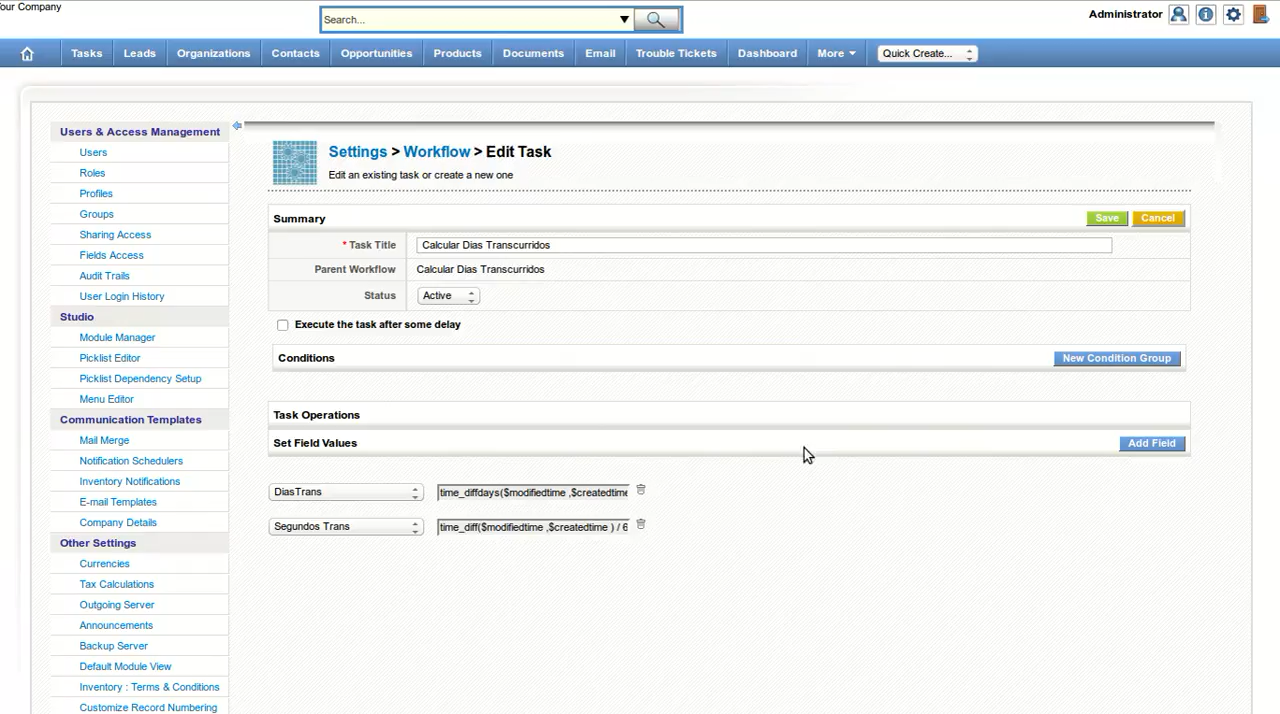 our Company
Search...
Administrator
Tasks
Leads
Organizations
Contacts
Opportunities
Products
Documents
Email
Trouble Tickets
Dashboard
More
Quick Create...
Users & Access Management
Users
Roles
Profiles
Groups
Sharing Access
Fields Access
Audit Trails
User Login History
Studio
Module Manager
Picklist Editor
Picklist Dependency Setup
Menu Editor
Communication Templates
Mail Merge
Notification Schedulers
Inventory Notifications
E-mail Templates
Company Details
Other Settings
Currencies
Tax Calculations
Outgoing Server
Announcements
Backup Server
Default Module View
Inventory : Terms & Conditions
Customize Record Numbering
Settings > Workflow > Edit Task
Edit an existing task or create a new one
Summary
Save
Cancel
* Task Title
Calcular Dias Transcurridos
Parent Workflow
Calcular Dias Transcurridos
Status
Active
Execute the task after some delay
Conditions
New Condition Group
Task Operations
Set Field Values
Add Field
DiasTrans
time_diffdays($modifiedtime ,$createdtime
Segundos Trans
time_diff($modifiedtime ,$createdtime ) / 6